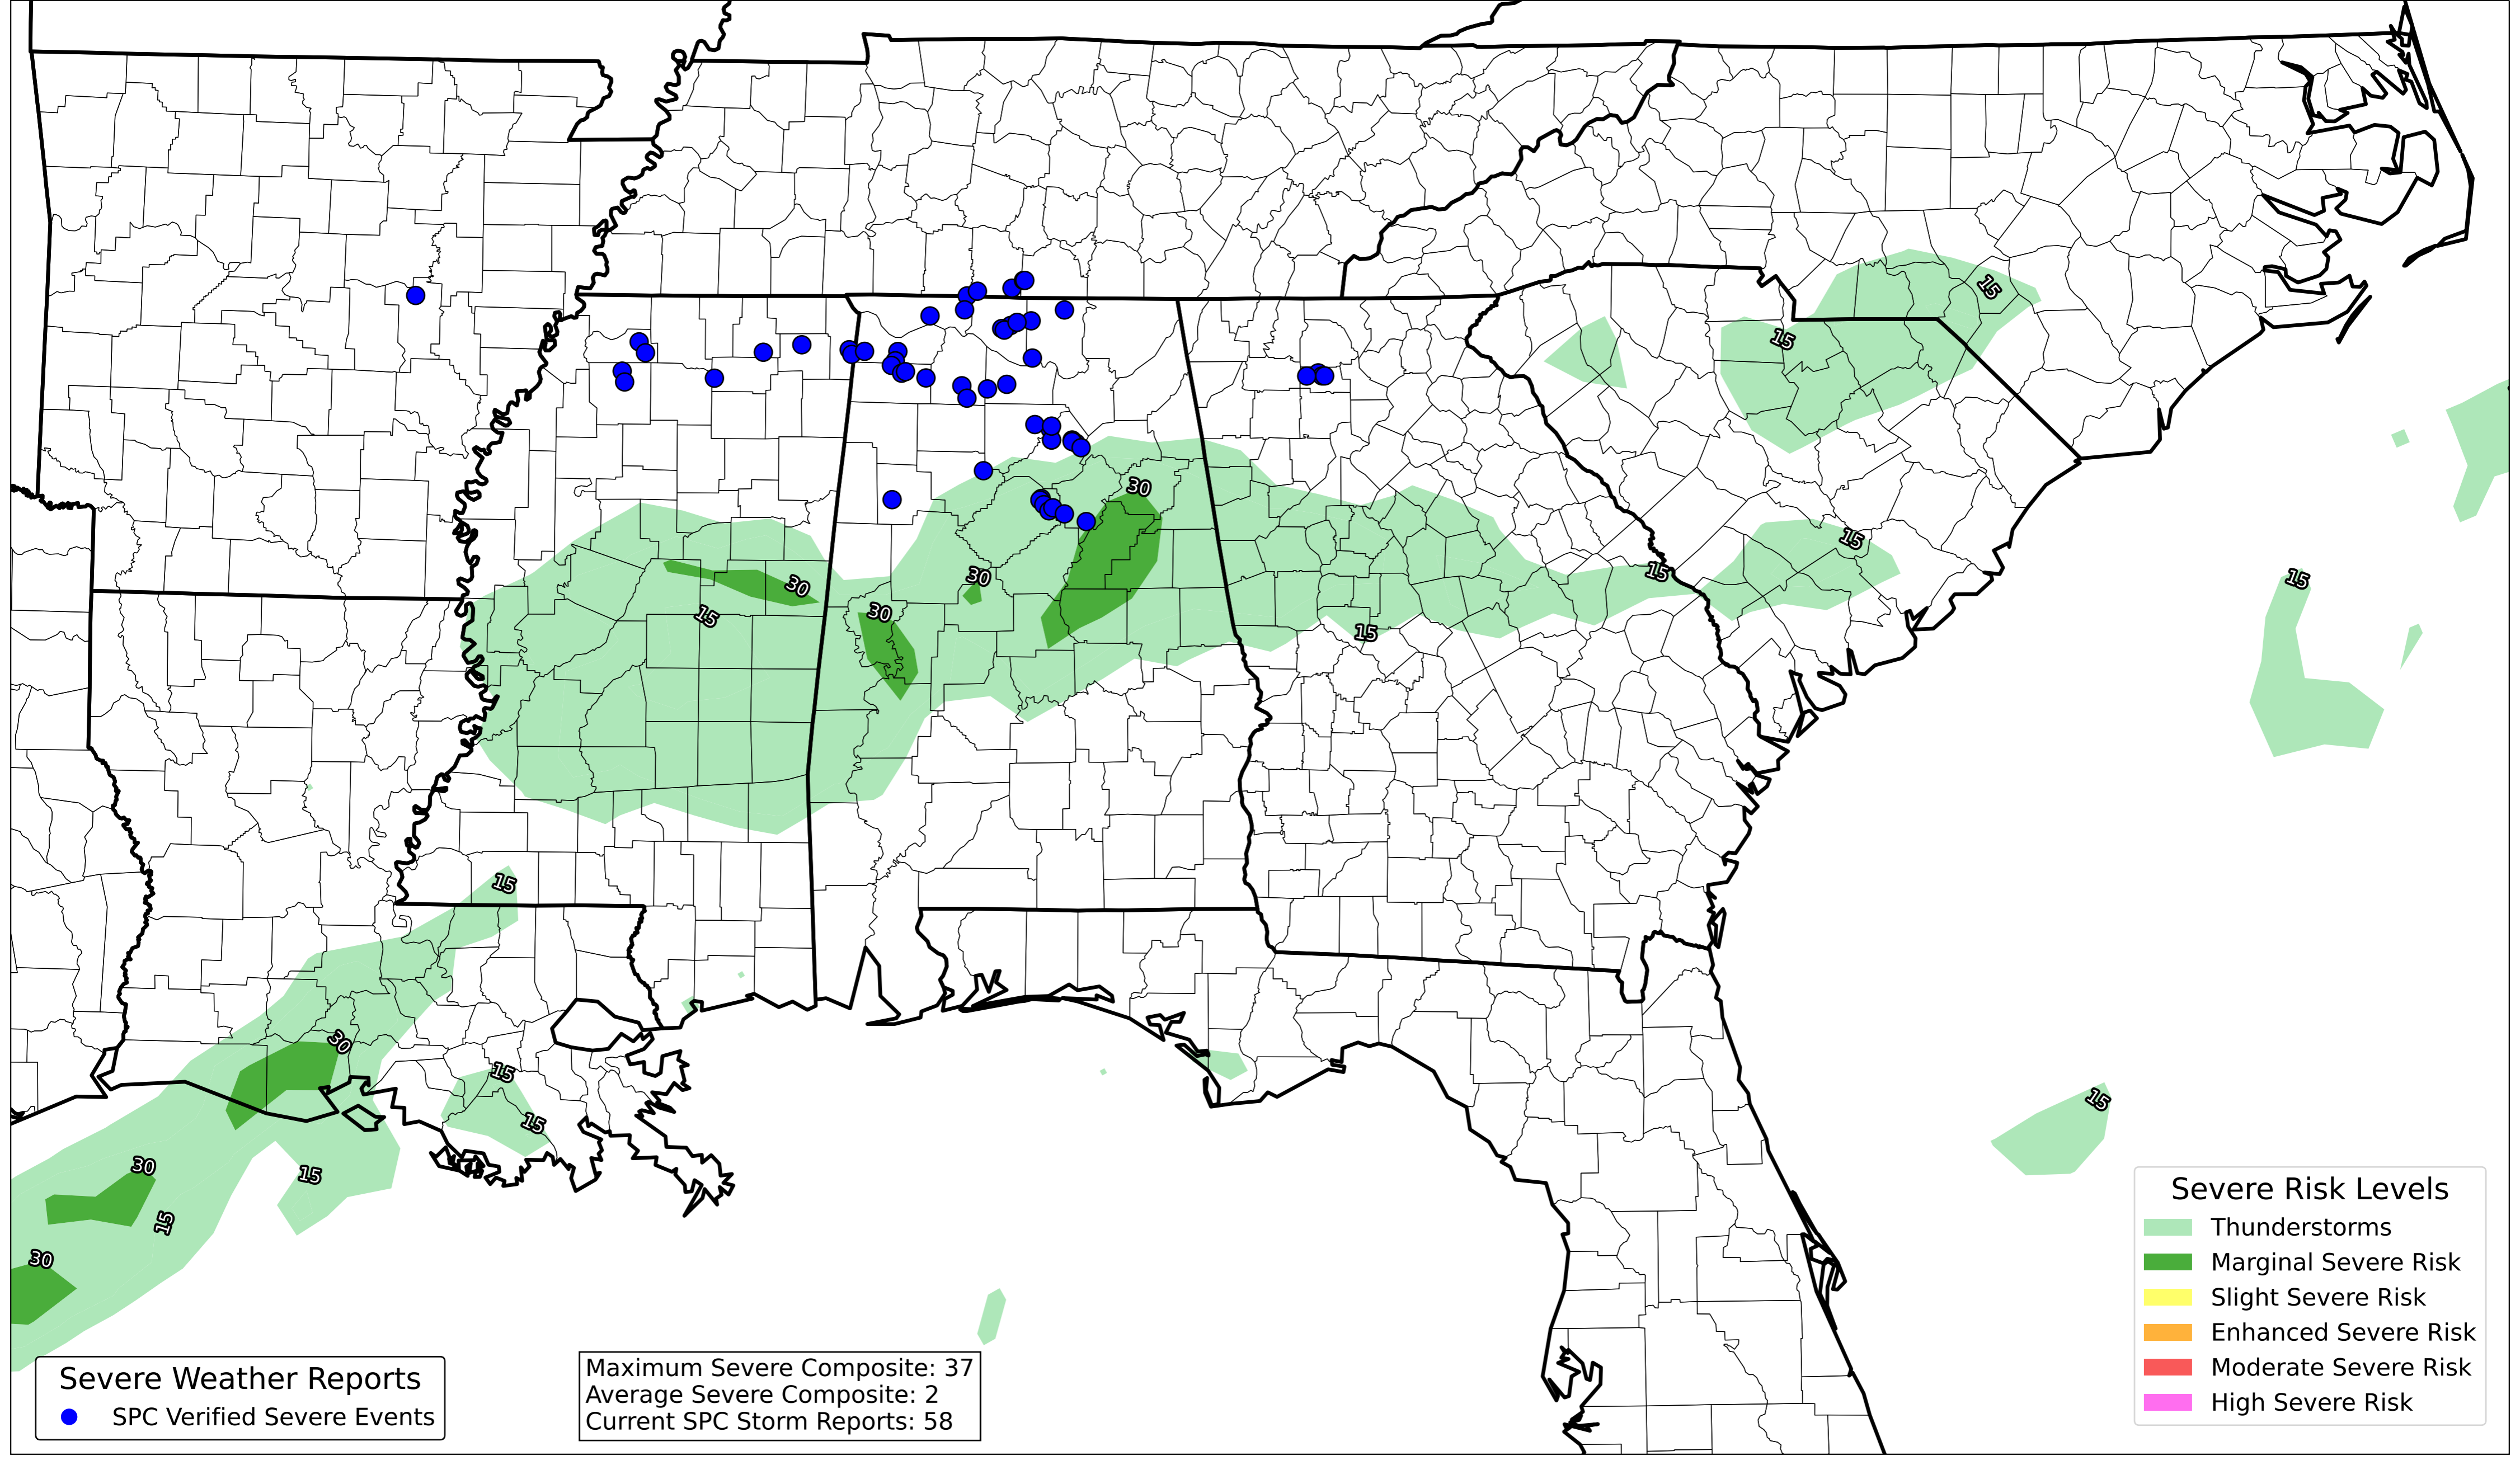 15
15
30
15
30
30
15
15
30
15
15
15
30
15
15
15
30
15
15
30
Severe Risk Levels
Thunderstorms
Marginal Severe Risk
Slight Severe Risk
Enhanced Severe Risk
Moderate Severe Risk
High Severe Risk
Severe Weather Reports
SPC Verified Severe Events
Maximum Severe Composite: 37
Average Severe Composite: 2
Current SPC Storm Reports: 58